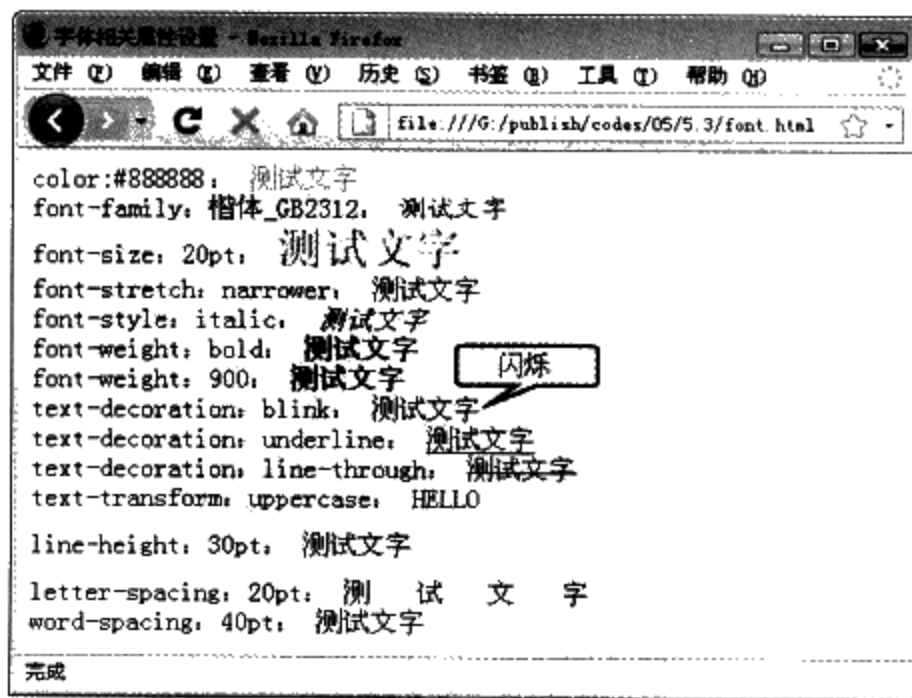 字体相关属性设置 - Mozilla Firefox
文件 (F) 编辑 (E) 查看 (V) 历史 (S) 书签 (B) 工具 (T) 帮助 (H)
file:///G:/publish/codes/05/5.3/font.html
color:#888888： 测试文字
font-family：楷体_GB2312： 测试文字
font-size：20pt： 测试文字
font-stretch：narrower： 测试文字
font-style：italic： 测试文字
font-weight：bold： 测试文字
font-weight：900： 测试文字
闪烁
text-decoration：blink： 测试文字
text-decoration：underline： 测试文字
text-decoration：line-through： 测试文字
text-transform：uppercase： HELLO
line-height：30pt： 测试文字
letter-spacing：20pt： 测 试 文 字
word-spacing：40pt： 测试文字
完成